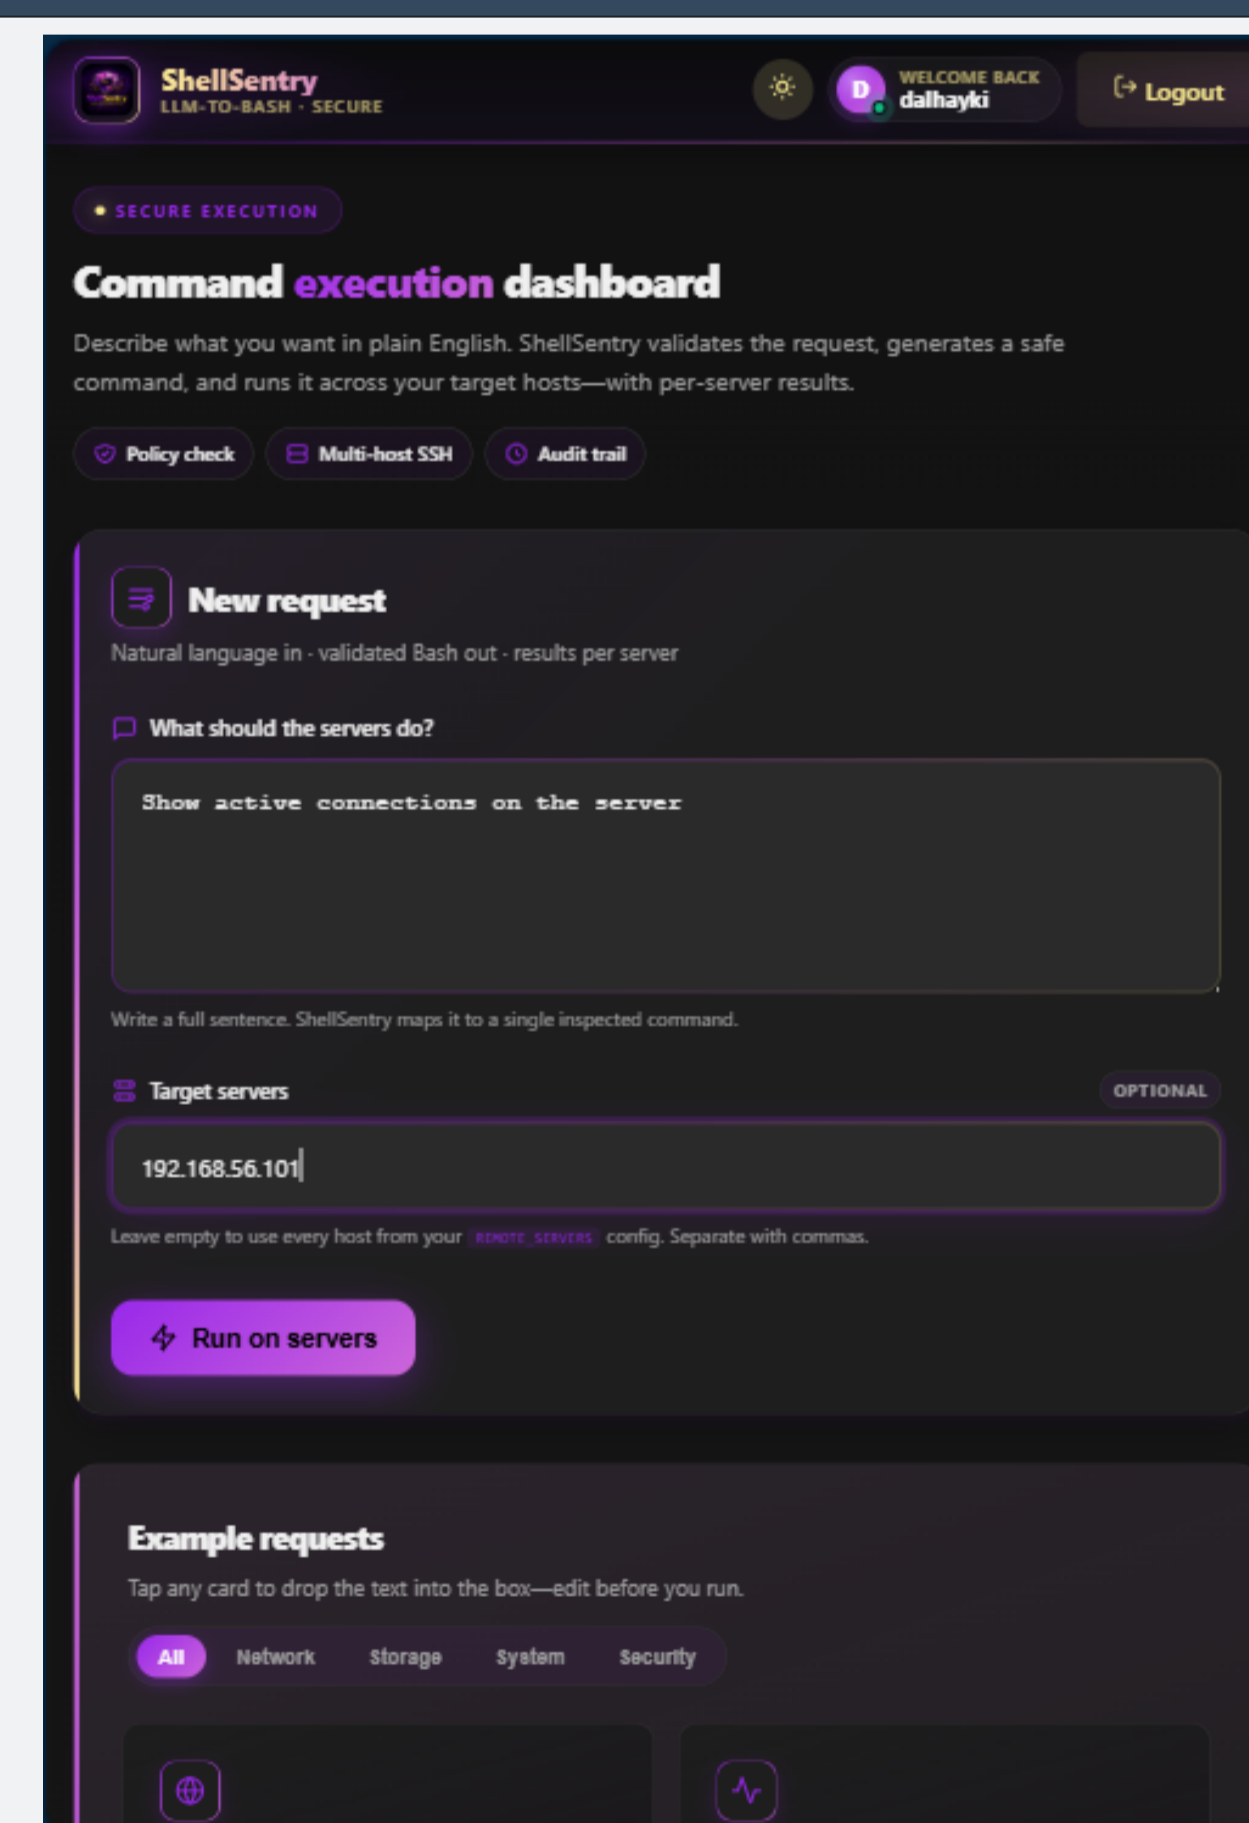 ShellSentry
LLM-TO-BASH · SECURE
D
WELCOME BACK
dalhayki
Logout
SECURE EXECUTION
Command execution dashboard
Describe what you want in plain English. ShellSentry validates the request, generates a safe
command, and runs it across your target hosts—with per-server results.
Policy check
Multi-host SSH
Audit trail
New request
Natural language in · validated Bash out · results per server
What should the servers do?
Show active connections on the server
Write a full sentence. ShellSentry maps it to a single inspected command.
Target servers
OPTIONAL
192.168.56.101
Leave empty to use every host from your REMOTE_SERVERS config. Separate with commas.
Run on servers
Example requests
Tap any card to drop the text into the box—edit before you run.
All
Network
Storage
System
Security